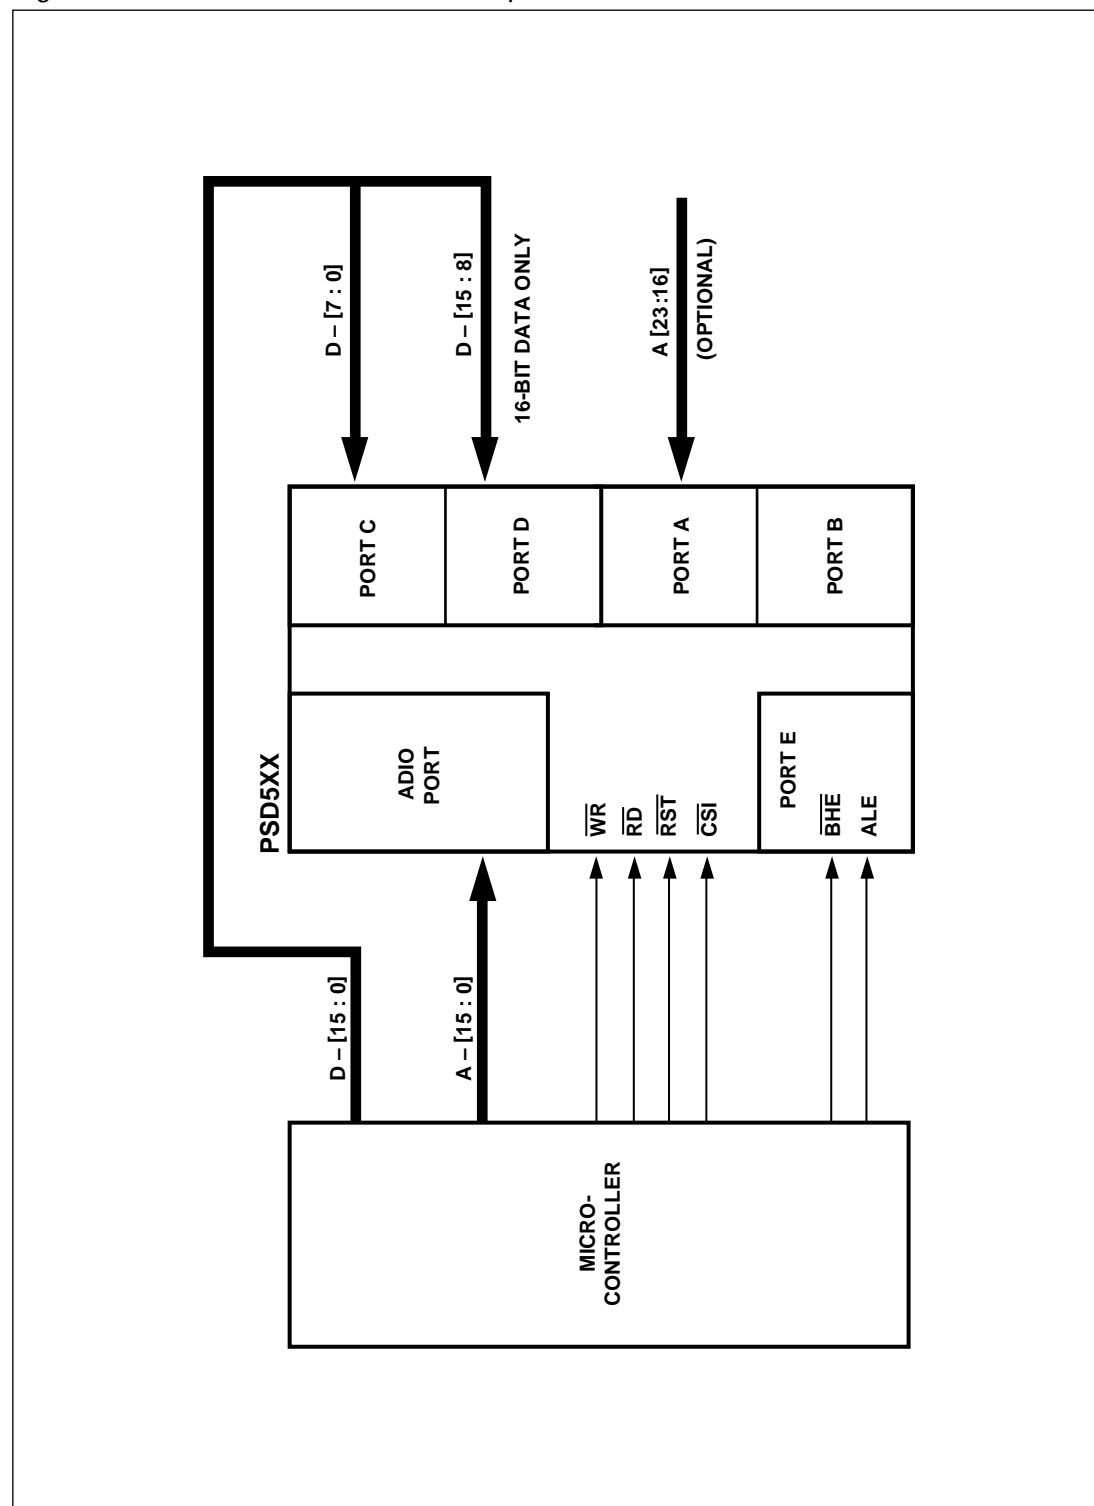 D – [7 : 0]
D – [15 : 8]
16-BIT DATA ONLY
A [23:16]
(OPTIONAL)
PORT C
PORT D
PORT A
PORT B
PSD5XX
ADIO
PORT
WR
RD
RST
CSI
PORT E
BHE
ALE
D – [15 : 0]
A – [15 : 0]
MICRO-
CONTROLLER